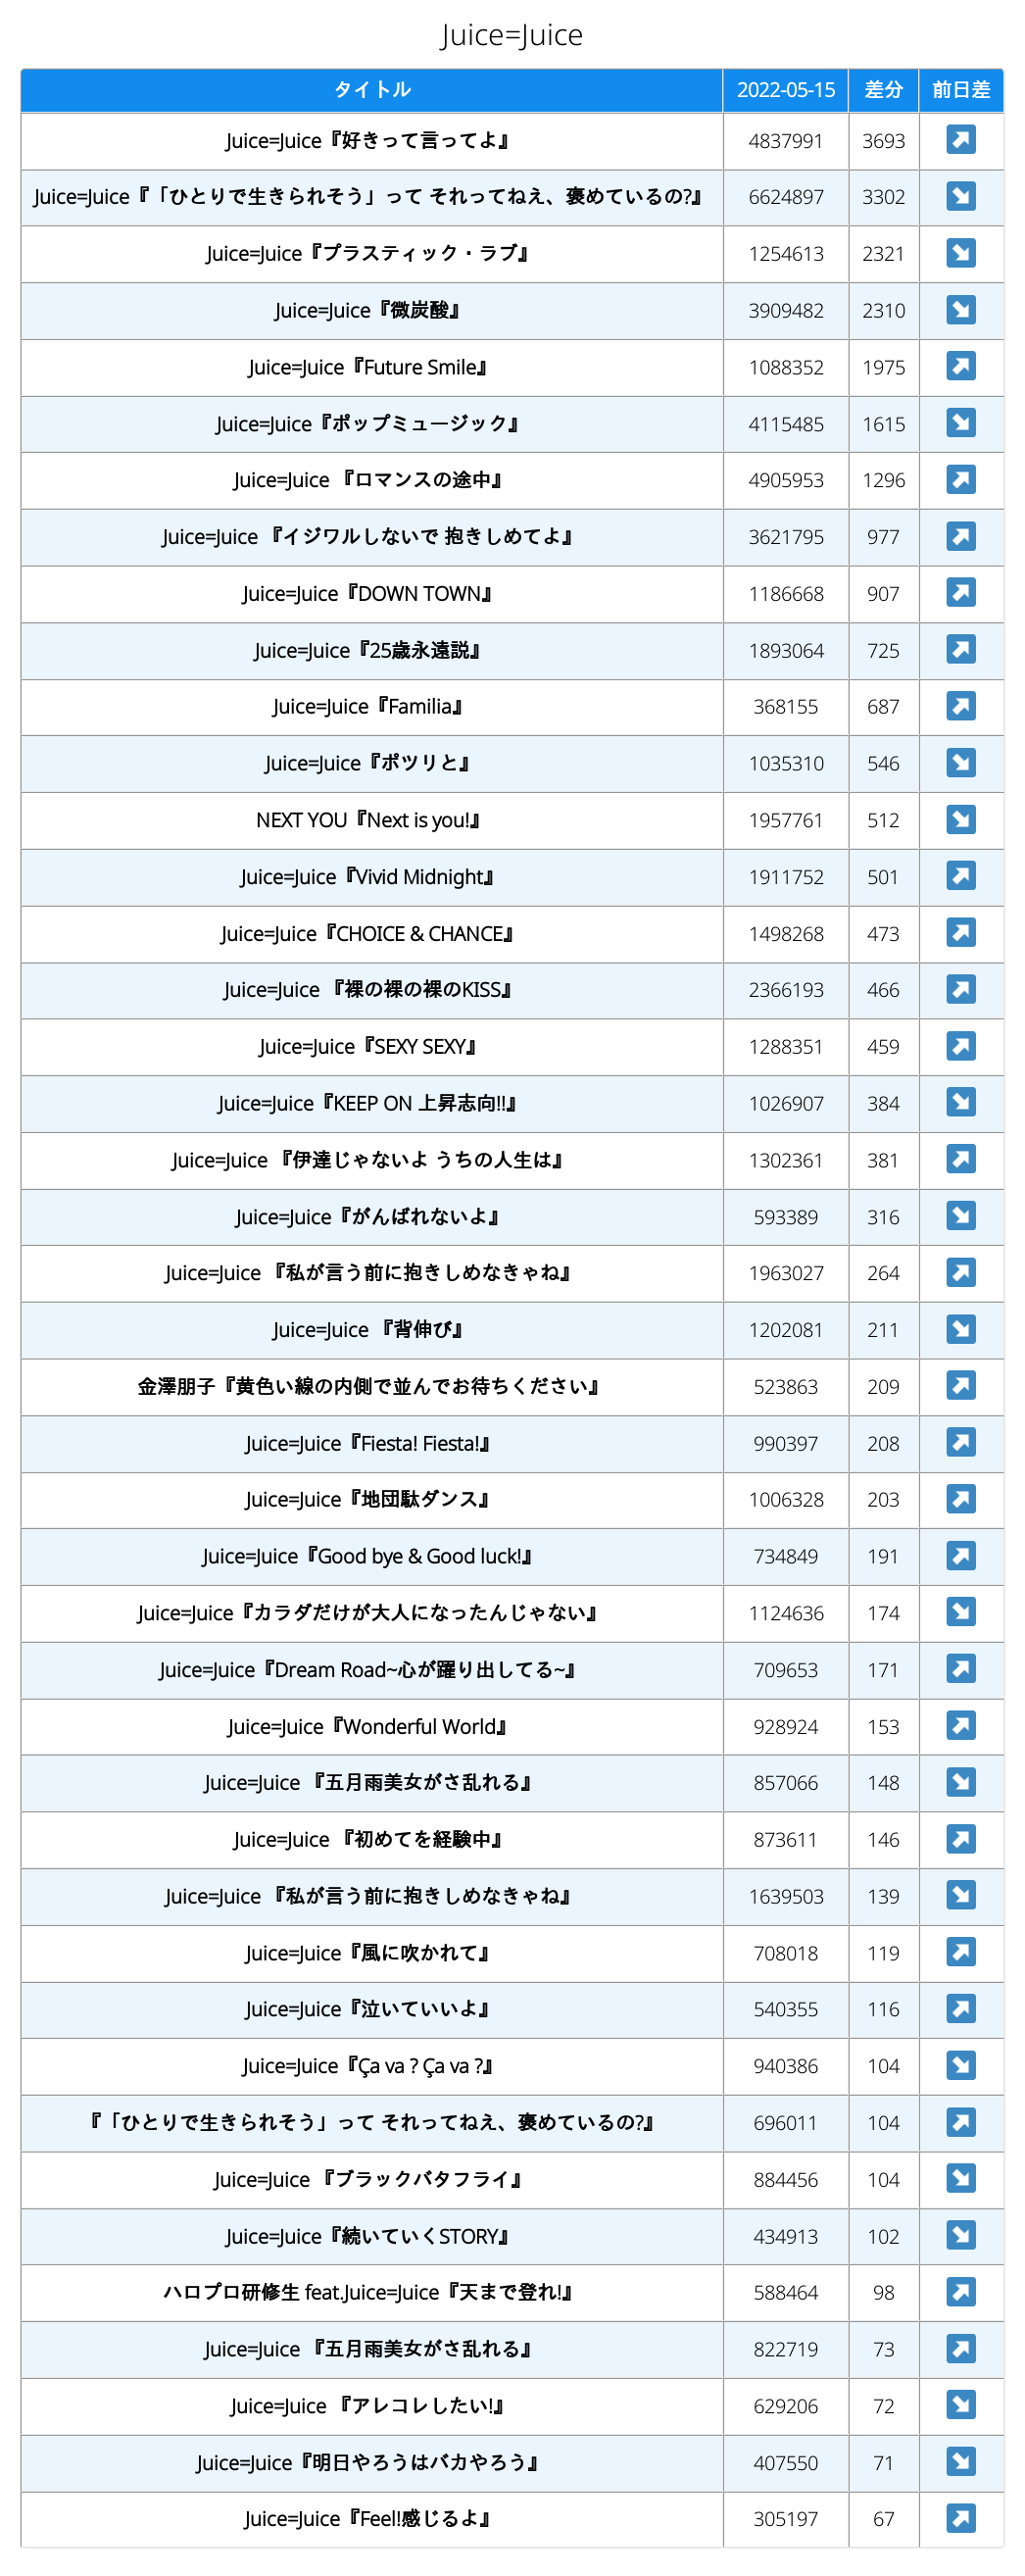 Juice=Juice
タイトル 2022-05-15 差分 前日差
Juice=Juice『好きって言ってよ』 4837991 3693 ↗
Juice=Juice『「ひとりで生きられそう」って それってねえ、褒めているの?』 6624897 3302 ↘
Juice=Juice『プラスティック・ラブ』 1254613 2321 ↘
Juice=Juice『微炭酸』 3909482 2310 ↘
Juice=Juice『Future Smile』 1088352 1975 ↗
Juice=Juice『ポップミュージック』 4115485 1615 ↘
Juice=Juice 『ロマンスの途中』 4905953 1296 ↗
Juice=Juice 『イジワルしないで 抱きしめてよ』 3621795 977 ↗
Juice=Juice『DOWN TOWN』 1186668 907 ↗
Juice=Juice『25歳永遠説』 1893064 725 ↗
Juice=Juice『Familia』 368155 687 ↗
Juice=Juice『ポツリと』 1035310 546 ↘
NEXT YOU『Next is you!』 1957761 512 ↘
Juice=Juice『Vivid Midnight』 1911752 501 ↗
Juice=Juice『CHOICE & CHANCE』 1498268 473 ↗
Juice=Juice 『裸の裸の裸のKISS』 2366193 466 ↗
Juice=Juice『SEXY SEXY』 1288351 459 ↗
Juice=Juice『KEEP ON 上昇志向!!』 1026907 384 ↘
Juice=Juice 『伊達じゃないよ うちの人生は』 1302361 381 ↗
Juice=Juice『がんばれないよ』 593389 316 ↘
Juice=Juice 『私が言う前に抱きしめなきゃね』 1963027 264 ↗
Juice=Juice 『背伸び』 1202081 211 ↘
金澤朋子『黄色い線の内側で並んでお待ちください』 523863 209 ↗
Juice=Juice『Fiesta! Fiesta!』 990397 208 ↗
Juice=Juice『地団駄ダンス』 1006328 203 ↗
Juice=Juice『Good bye & Good luck!』 734849 191 ↗
Juice=Juice『カラダだけが大人になったんじゃない』 1124636 174 ↘
Juice=Juice『Dream Road~心が躍り出してる~』 709653 171 ↗
Juice=Juice『Wonderful World』 928924 153 ↗
Juice=Juice 『五月雨美女がさ乱れる』 857066 148 ↘
Juice=Juice 『初めてを経験中』 873611 146 ↗
Juice=Juice 『私が言う前に抱きしめなきゃね』 1639503 139 ↘
Juice=Juice『風に吹かれて』 708018 119 ↗
Juice=Juice『泣いていいよ』 540355 116 ↗
Juice=Juice『Ça va ? Ça va ?』 940386 104 ↘
『「ひとりで生きられそう」って それってねえ、褒めているの?』 696011 104 ↗
Juice=Juice 『ブラックバタフライ』 884456 104 ↘
Juice=Juice『続いていくSTORY』 434913 102 ↘
ハロプロ研修生 feat.Juice=Juice『天まで登れ!』 588464 98 ↗
Juice=Juice 『五月雨美女がさ乱れる』 822719 73 ↗
Juice=Juice 『アレコレしたい!』 629206 72 ↘
Juice=Juice『明日やろうはバカやろう』 407550 71 ↘
Juice=Juice『Feel!感じるよ』 305197 67 ↗